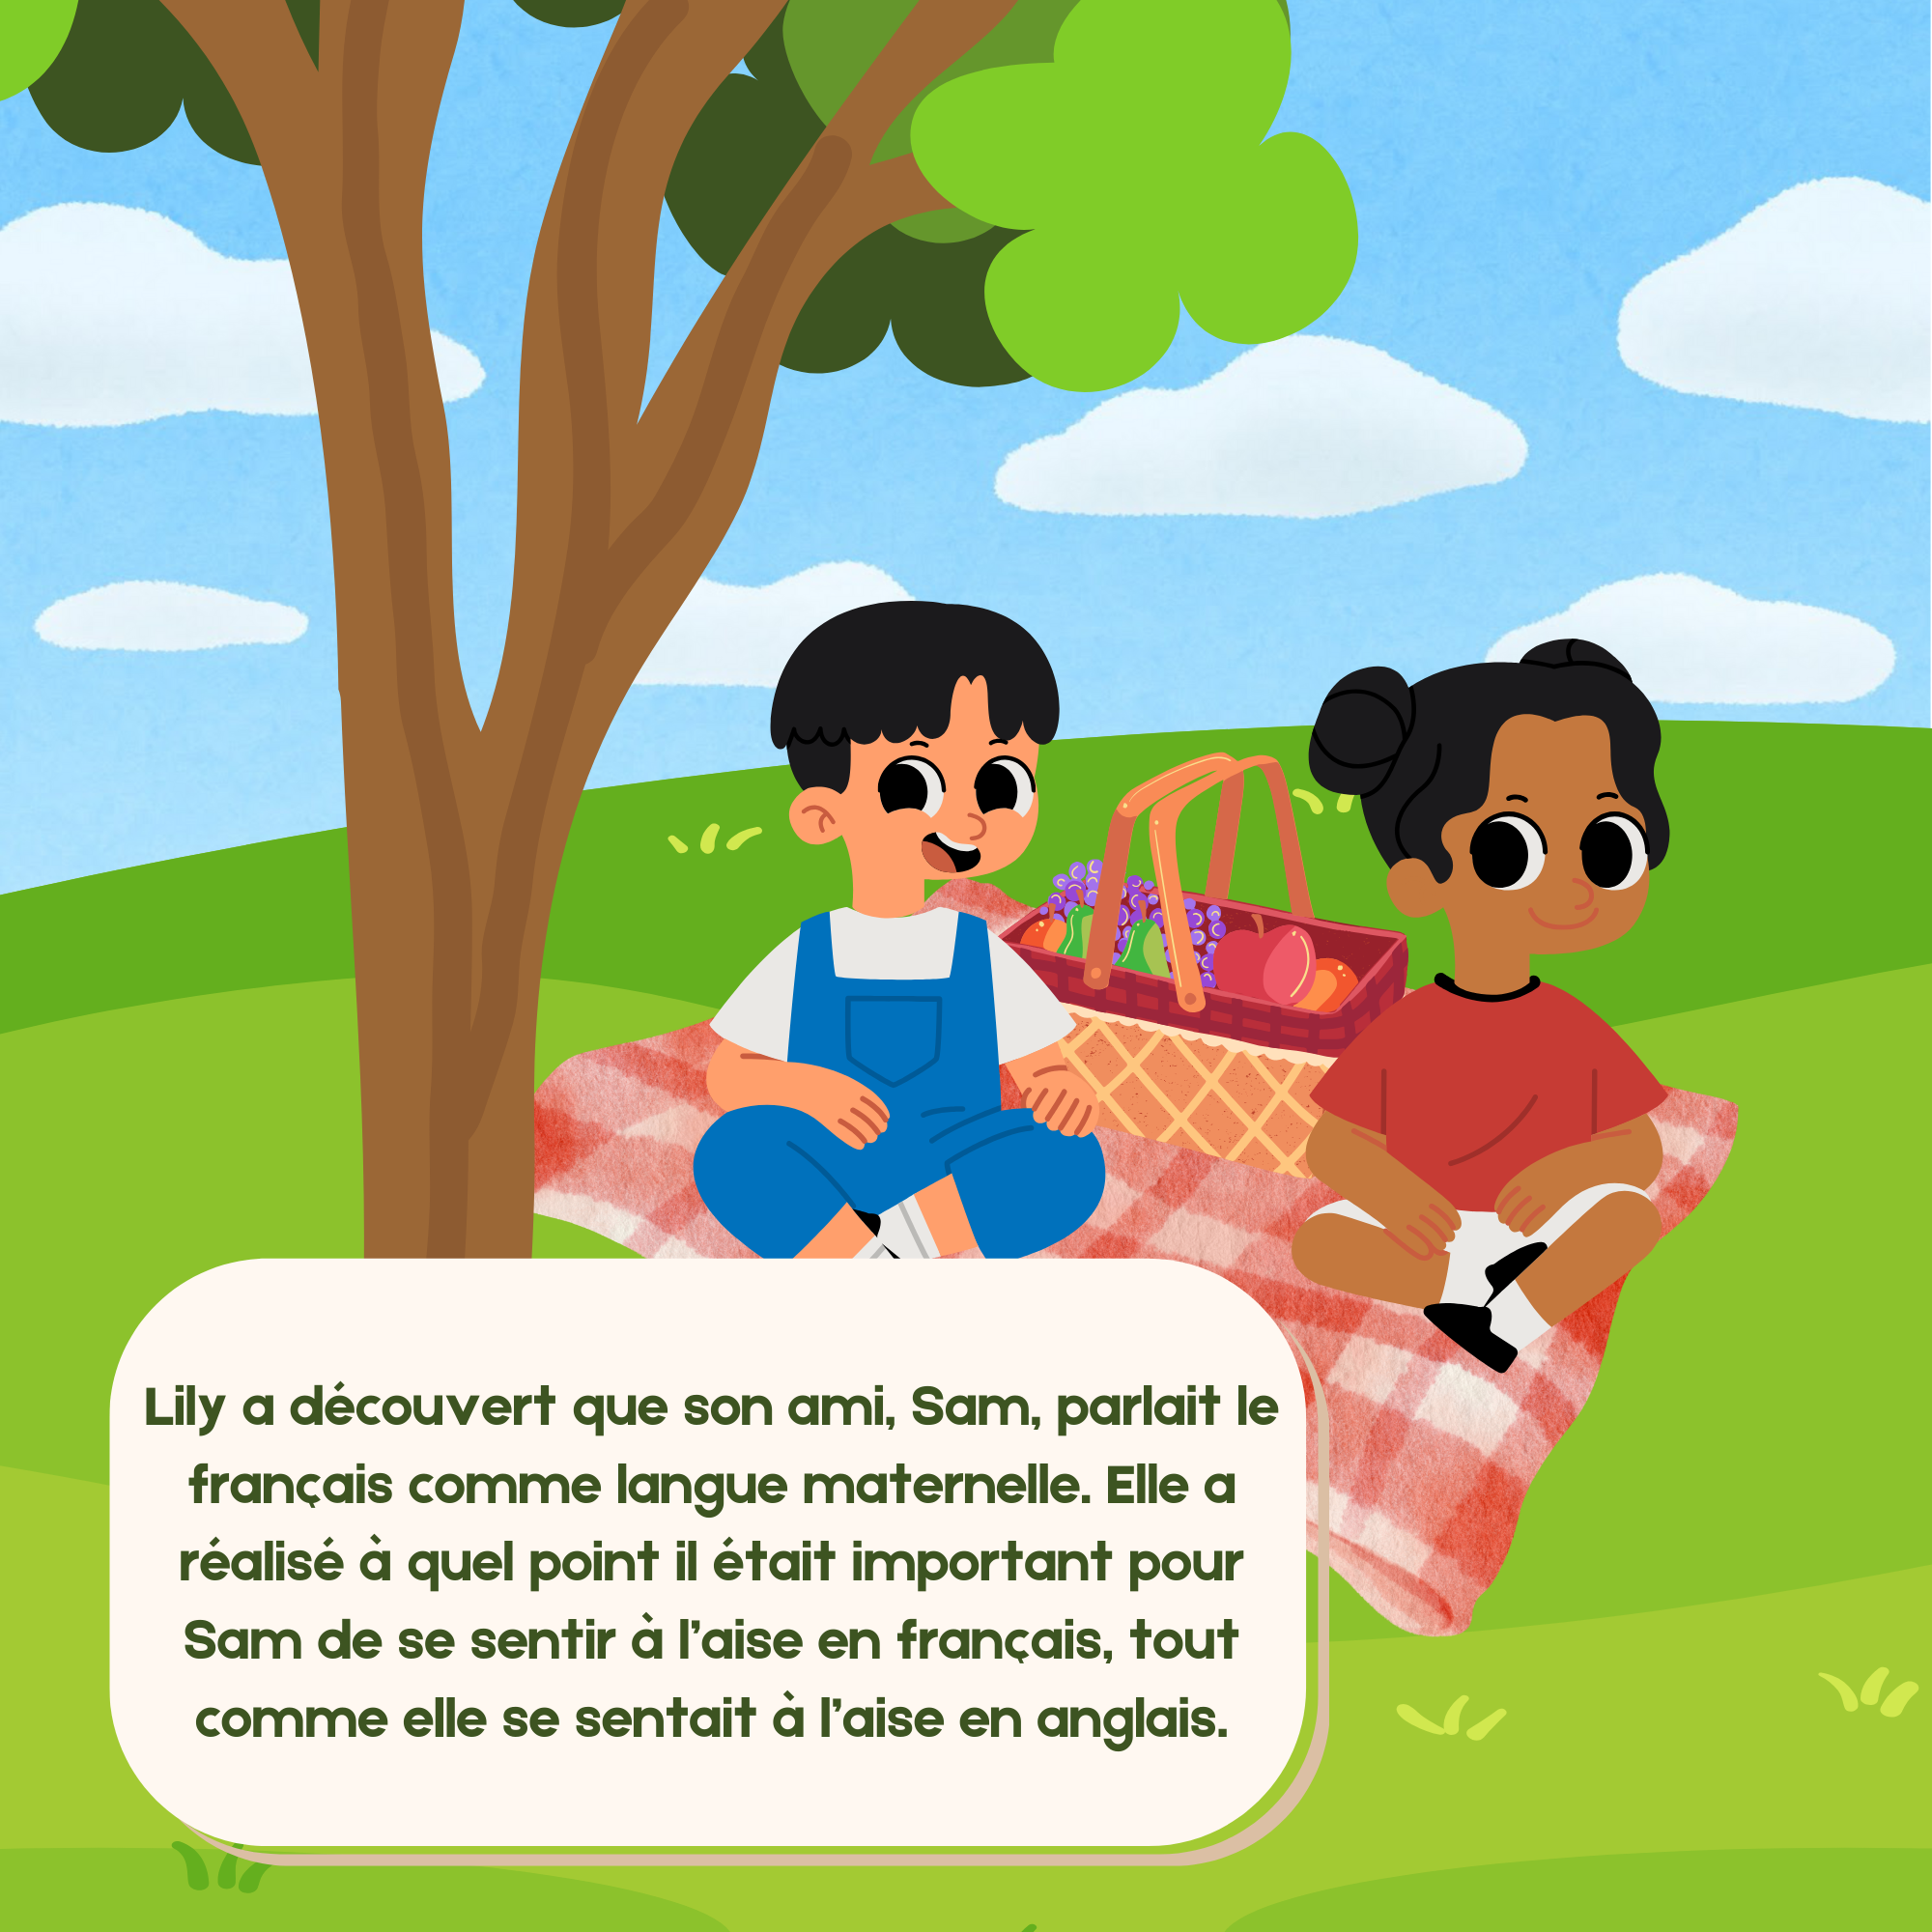 Lily a découvert que son ami, Sam, parlait le
français comme langue maternelle. Elle a
réalisé à quel point il était important pour
Sam de se sentir à l'aise en français, tout
comme elle se sentait à l'aise en anglais.